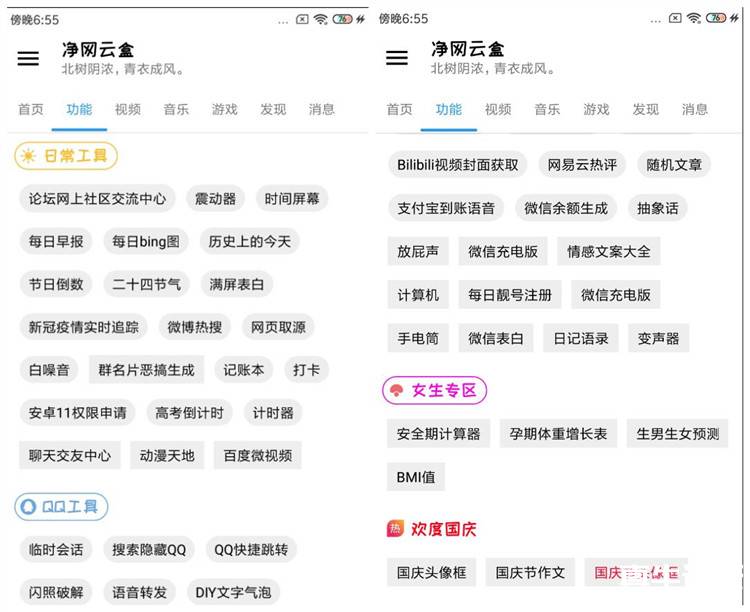 傍晚6:55
... 76
净网云盒
北树阴浓，青衣成风。
首页 功能 视频 音乐 游戏 发现 消息
日常工具
论坛网上社区交流中心 震动器 时间屏幕
每日早报 每日bing图 历史上的今天
节日倒数 二十四节气 满屏表白
新冠疫情实时追踪 微博热搜 网页取源
白噪音 群名片恶搞生成 记账本 打卡
安卓11权限申请 高考倒计时 计时器
聊天交友中心 动漫天地 百度微视频
QQ工具
临时会话 搜索隐藏QQ QQ快捷跳转
闪照破解 语音转发 DIY文字气泡
傍晚6:55
... 76
净网云盒
北树阴浓，青衣成风。
首页 功能 视频 音乐 游戏 发现 消息
Bilibili视频封面获取 网易云热评 随机文章
支付宝到账语音 微信余额生成 抽象话
放屁声 微信充电版 情感文案大全
计算机 每日靓号注册 微信充电版
手电筒 微信表白 日记语录 变声器
女生专区
安全期计算器 孕期体重增长表 生男生女预测
BMI值
热 欢度国庆
国庆头像框 国庆节作文 国庆